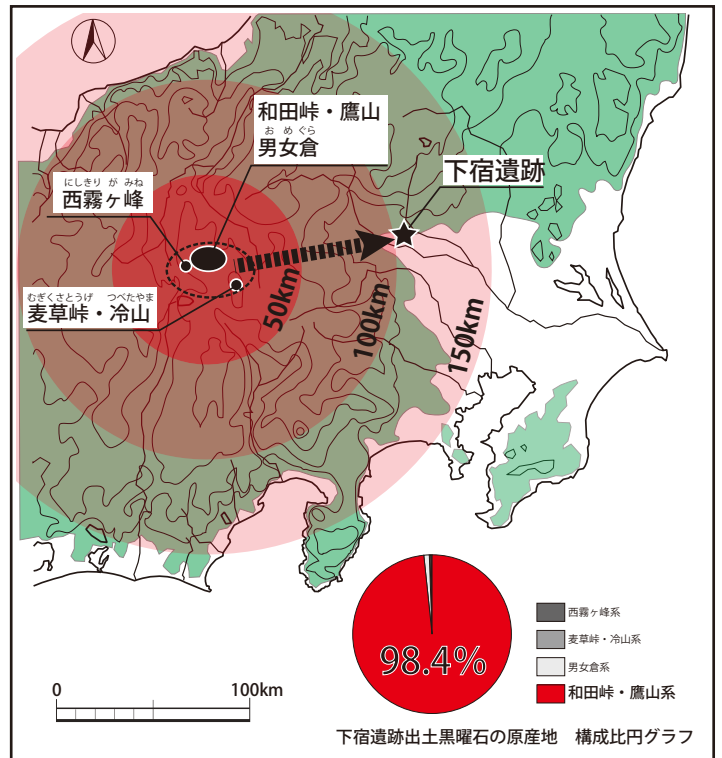 和田峠・鷹山
おめぐら
男女倉
下宿遺跡
にしきりがみね
西霧ヶ峰
むぎくさとうげ つべたやま
麦草峠・冷山
50km
100km
150km
98.4%
西霧ヶ峰系
麦草峠・冷山系
男女倉系
和田峠・鷹山系
0 100km
下宿遺跡出土黒曜石の原産地 構成比円グラフ